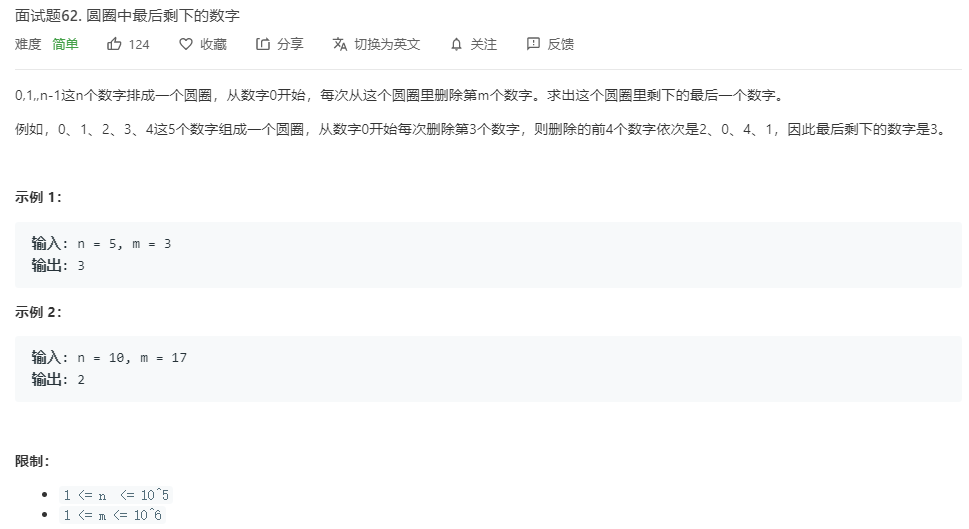 面试题62. 圆圈中最后剩下的数字
难度 简单 124 收藏 分享 切换为英文 关注 反馈
0,1,,n-1这n个数字排成一个圆圈，从数字0开始，每次从这个圆圈里删除第m个数字。求出这个圆圈里剩下的最后一个数字。
例如，0、1、2、3、4这5个数字组成一个圆圈，从数字0开始每次删除第3个数字，则删除的前4个数字依次是2、0、4、1，因此最后剩下的数字是3。
示例 1：
输入: n = 5, m = 3
输出: 3
示例 2：
输入: n = 10, m = 17
输出: 2
限制：
• 1 <= n <= 10^5
• 1 <= m <= 10^6